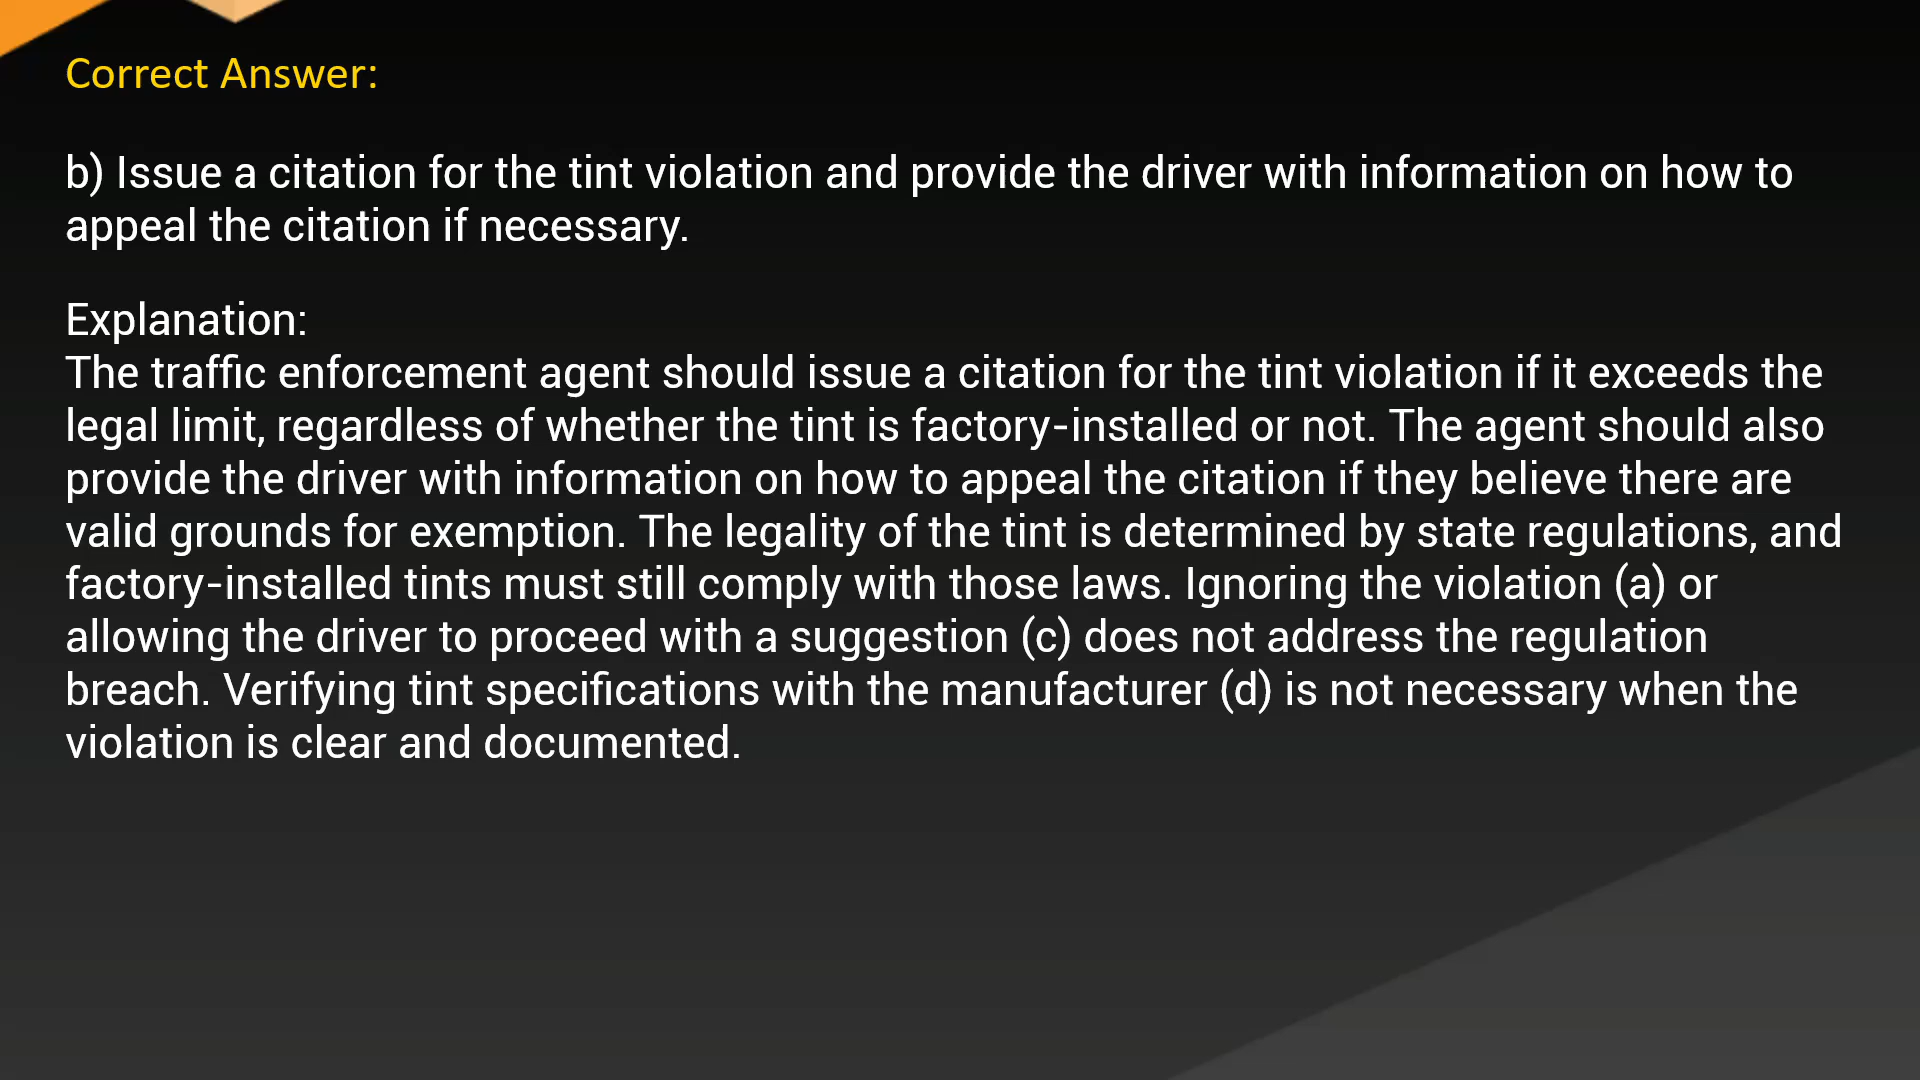 Correct Answer:
b) Issue a citation for the tint violation and provide the driver with information on how to
appeal the citation if necessary.
Explanation:
The traffic enforcement agent should issue a citation for the tint violation if it exceeds the
legal limit, regardless of whether the tint is factory-installed or not. The agent should also
provide the driver with information on how to appeal the citation if they believe there are
valid grounds for exemption. The legality of the tint is determined by state regulations, and
factory-installed tints must still comply with those laws. Ignoring the violation (a) or
allowing the driver to proceed with a suggestion (c) does not address the regulation
breach. Verifying tint specifications with the manufacturer (d) is not necessary when the
violation is clear and documented.